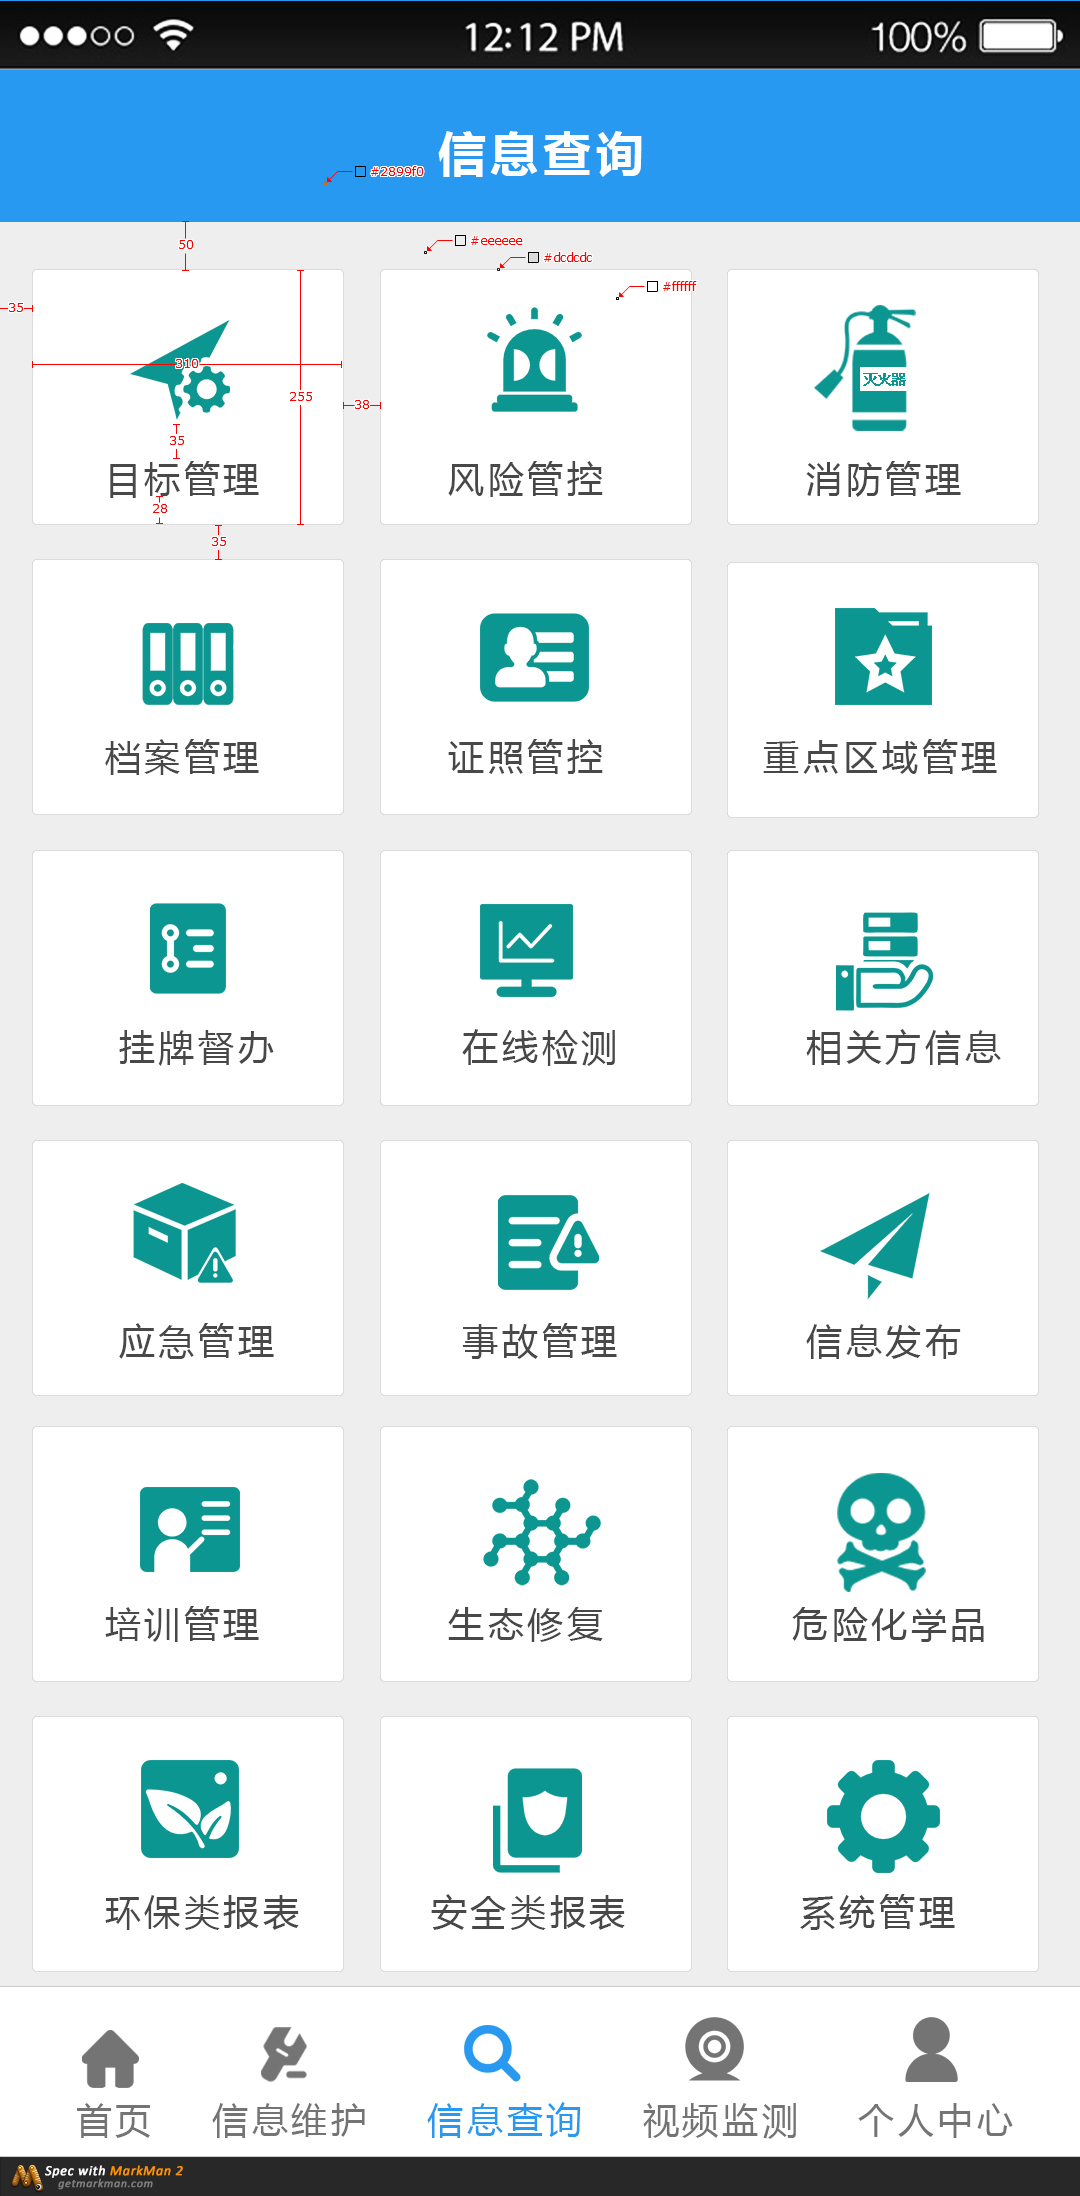 12:12 PM 100%
信息查询
#2899f0
50
#eeeeee
#dcdcdc
#ffffff
35
310
255
38
灭火器
35
目标管理 风险管控 消防管理
28
35
档案管理 证照管控 重点区域管理
挂牌督办 在线检测 相关方信息
应急管理 事故管理 信息发布
培训管理 生态修复 危险化学品
环保类报表 安全类报表 系统管理
首页 信息维护 信息查询 视频监测 个人中心
Spec with MarkMan 2
getmarkman.com